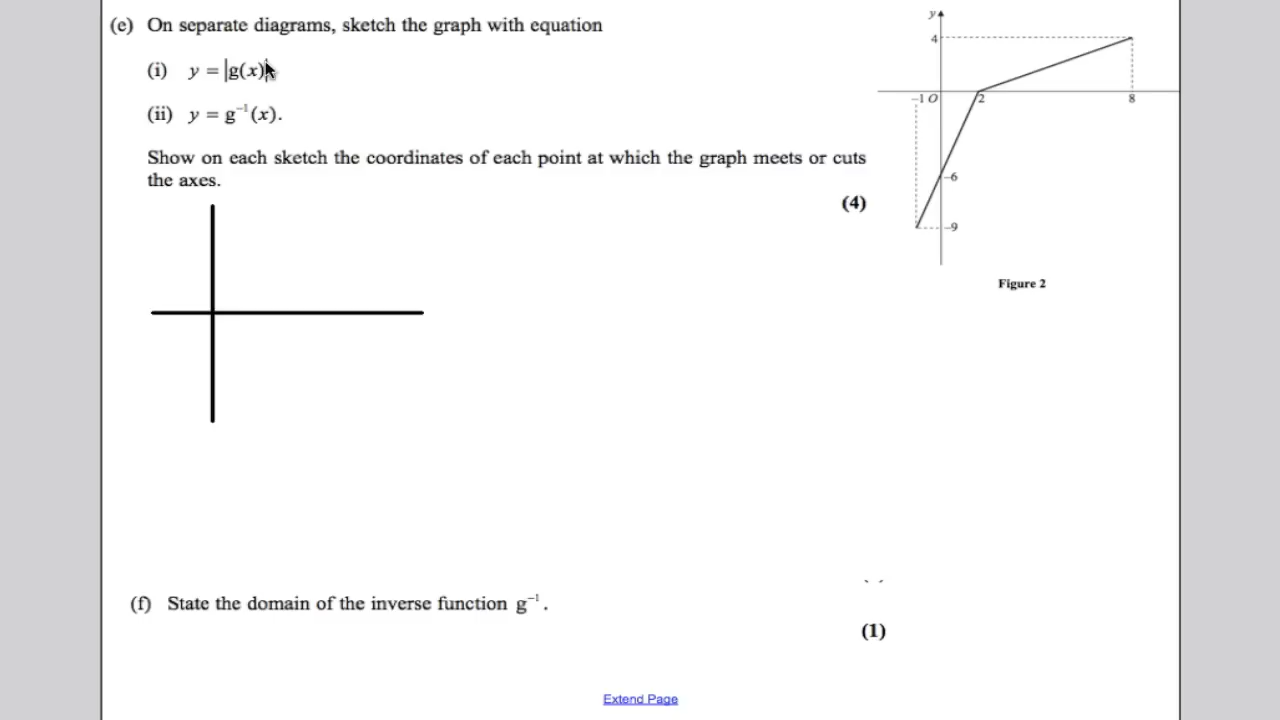 (e) On separate diagrams, sketch the graph with equation
(i) y = |g(x)|
(ii) y = g⁻¹(x).
Show on each sketch the coordinates of each point at which the graph meets or cuts
the axes.
(4)
y
4
−1 O 2 8
−6
−9
Figure 2
(f) State the domain of the inverse function g⁻¹.
(1)
Extend Page